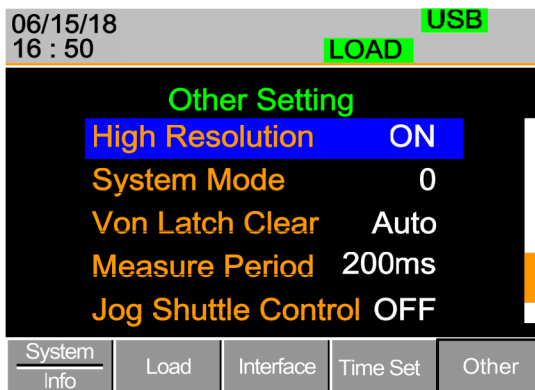 06/15/18 USB
16 : 50 LOAD
Other Setting
High Resolution ON
System Mode 0
Von Latch Clear Auto
Measure Period 200ms
Jog Shuttle Control OFF
System Info Load Interface Time Set Other